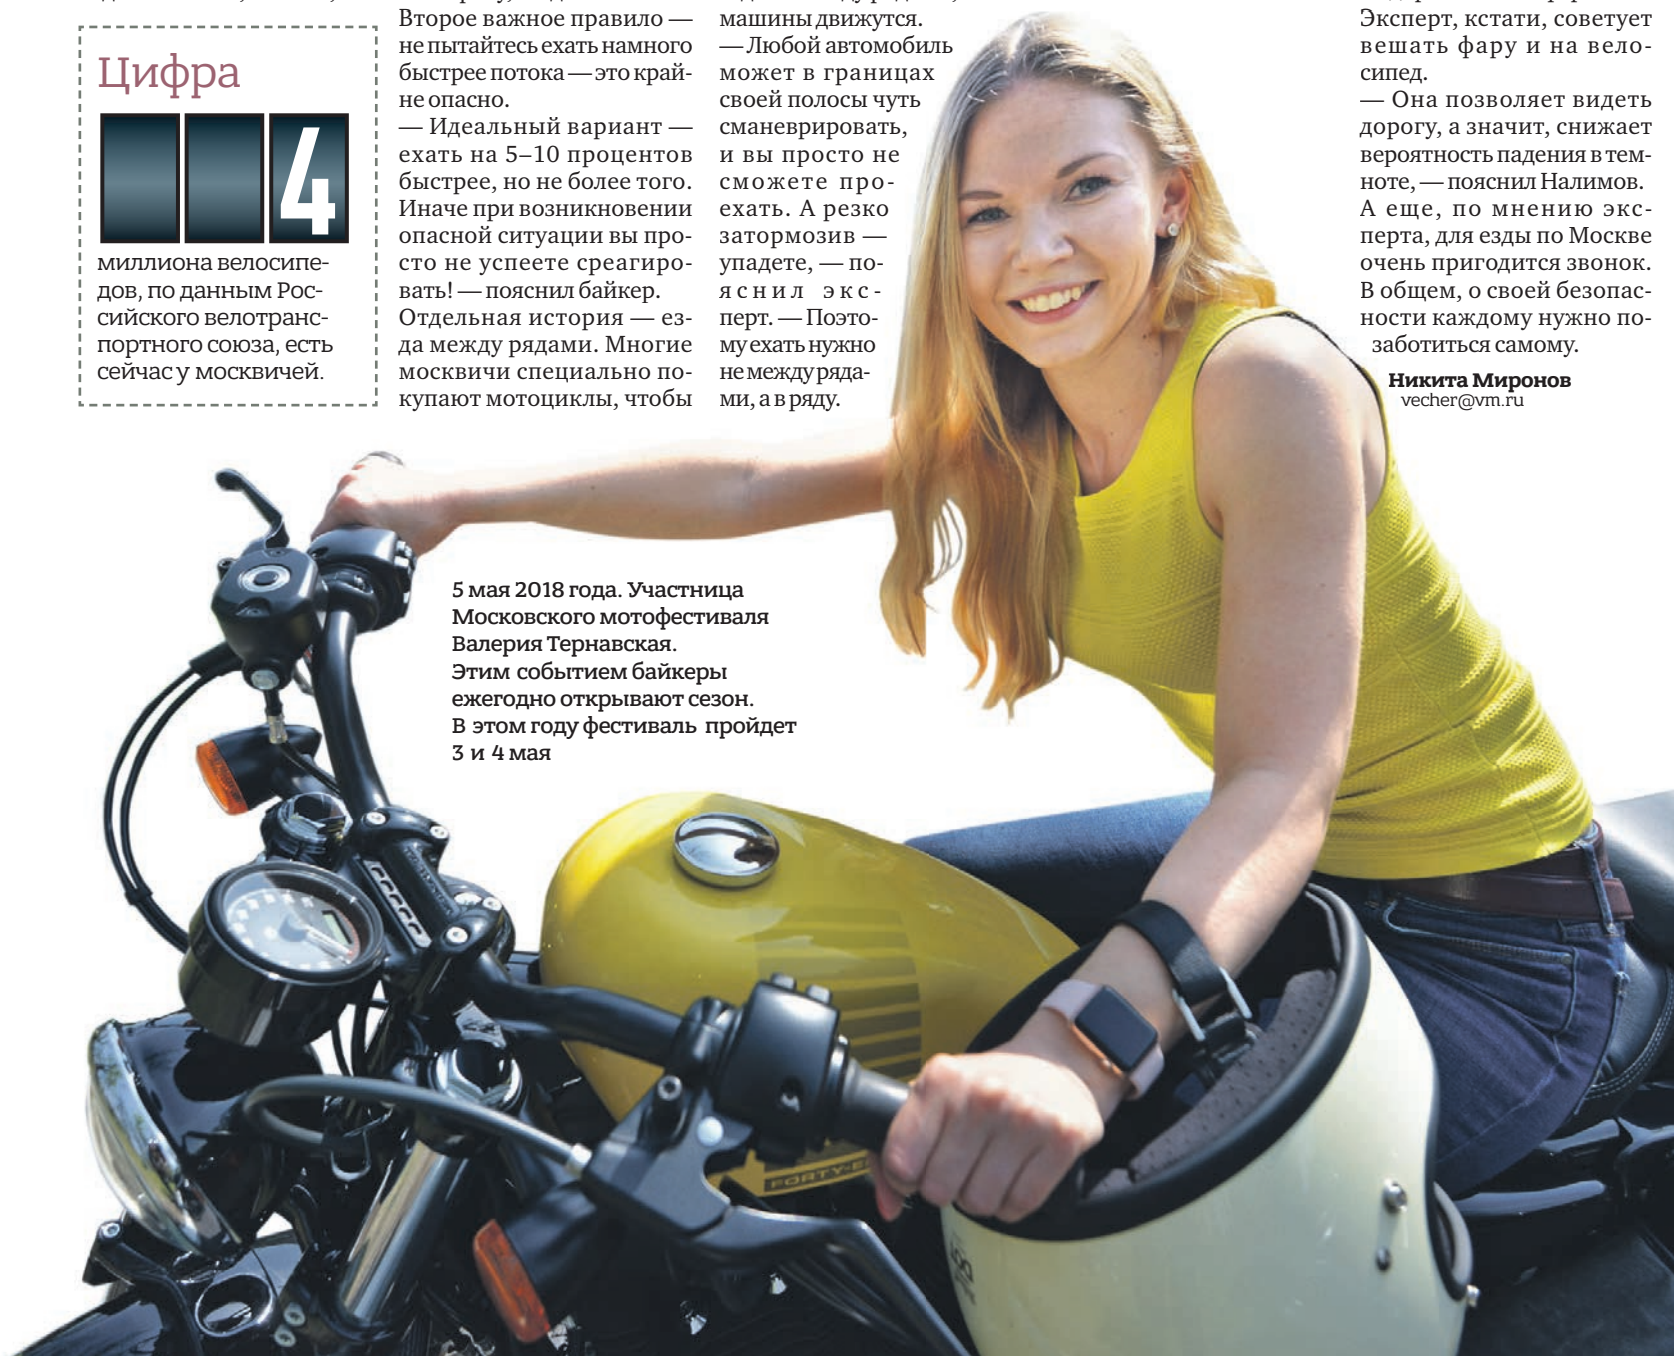 Цифра
4
миллиона велосипе-
дов, по данным Рос-
сийского велотранс-
портного союза, есть
сейчас у москвичей.
Второе важное правило —
не пытайтесь ехать намного
быстрее потока — это край-
не опасно.
— Идеальный вариант —
ехать на 5–10 процентов
быстрее, но не более того.
Иначе при возникновении
опасной ситуации вы про-
сто не успеете среагиро-
вать! — пояснил байкер.
Отдельная история — ез-
да между рядами. Многие
москвичи специально по-
купают мотоциклы, чтобы
машины движутся.
— Любой автомобиль
может в границах
своей полосы чуть
сманеврировать,
и вы просто не
сможете про-
ехать. А резко
затормозив —
упадете, — по-
яснил экс-
перт. — Поэто-
му ехать нужно
не между ряда-
ми, а в ряду.
Эксперт, кстати, советует
вешать фару и на вело-
сипед.
— Она позволяет видеть
дорогу, а значит, снижает
вероятность падения в тем-
ноте, — пояснил Налимов.
А еще, по мнению экс-
перта, для езды по Москве
очень пригодится звонок.
В общем, о своей безопас-
ности каждому нужно по-
заботиться самому.
Никита Миронов
vecher@vm.ru
5 мая 2018 года. Участница
Московского мотофестиваля
Валерия Тернавская.
Этим событием байкеры
ежегодно открывают сезон.
В этом году фестиваль пройдет
3 и 4 мая